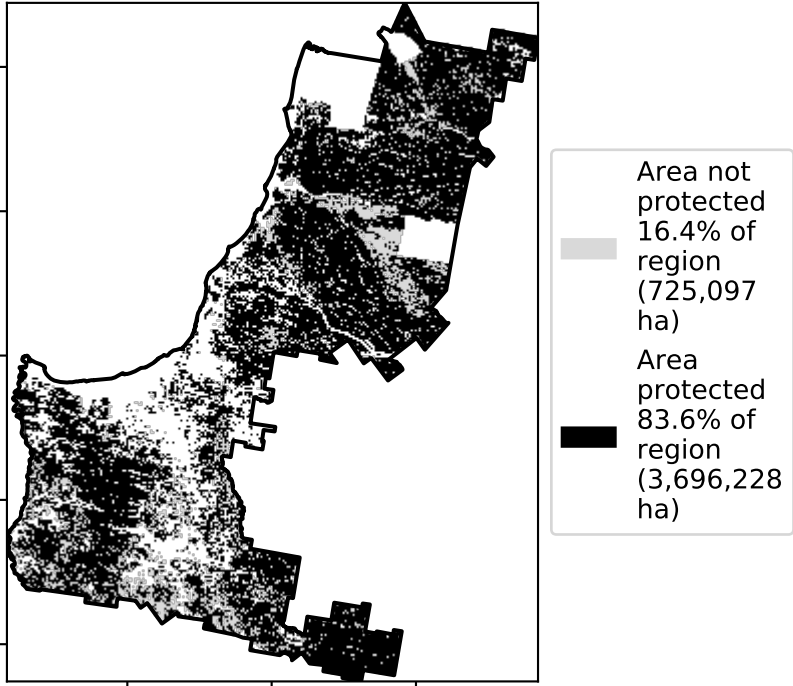 Area not
protected
16.4% of
region
(725,097
ha)
Area
protected
83.6% of
region
(3,696,228
ha)